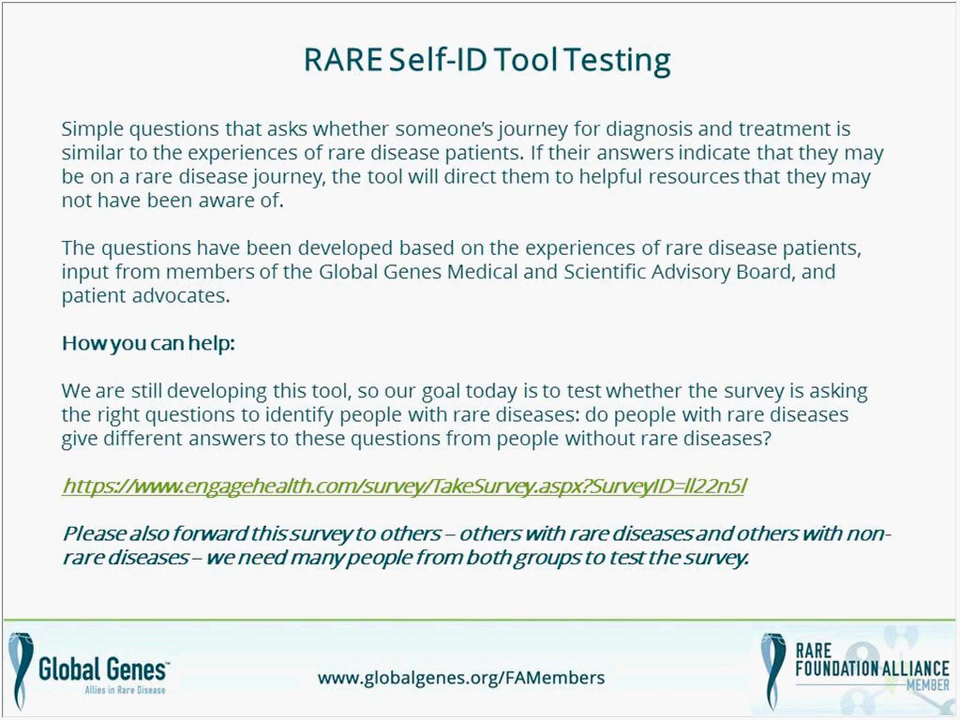 RARE Self-ID Tool Testing
Simple questions that asks whether someone's journey for diagnosis and treatment is
similar to the experiences of rare disease patients. If their answers indicate that they may
be on a rare disease journey, the tool will direct them to helpful resources that they may
not have been aware of.
The questions have been developed based on the experiences of rare disease patients,
input from members of the Global Genes Medical and Scientific Advisory Board, and
patient advocates.
How you can help:
We are still developing this tool, so our goal today is to test whether the survey is asking
the right questions to identify people with rare diseases: do people with rare diseases
give different answers to these questions from people without rare diseases?
https://www.engagehealth.com/survey/TakeSurvey.aspx?SurveyID=ll22n5l
Please also forward this survey to others – others with rare diseases and others with non-
rare diseases – we need many people from both groups to test the survey.
Global Genes™
Allies in Rare Disease
www.globalgenes.org/FAMembers
RARE
FOUNDATION ALLIANCE
MEMBER